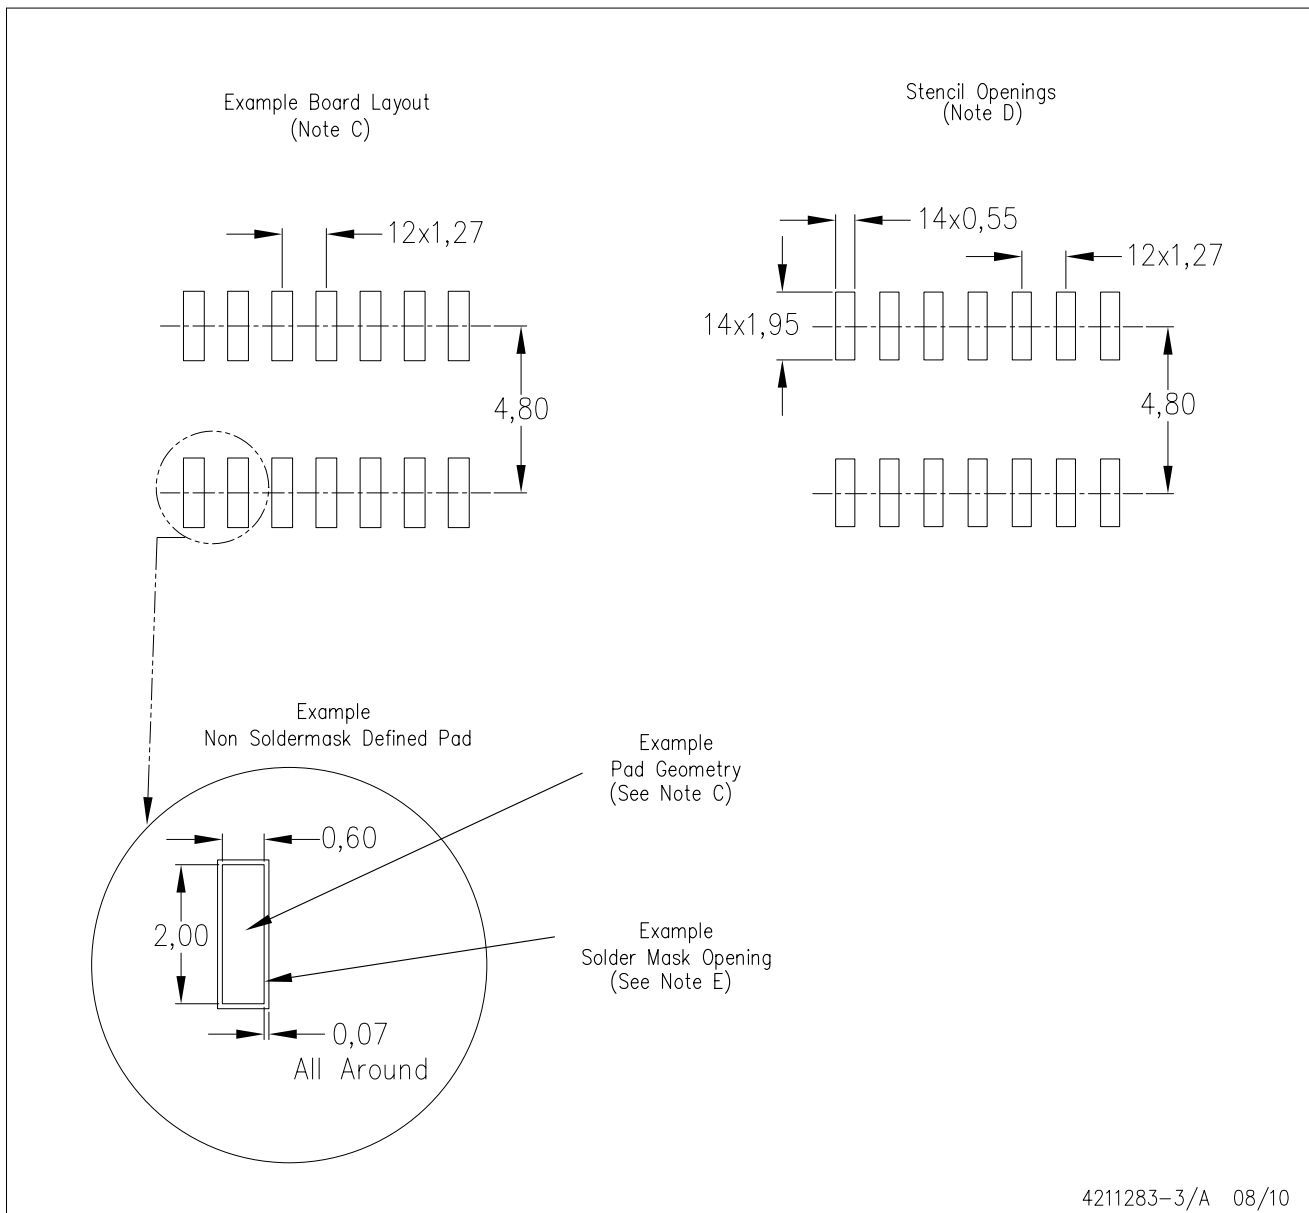 Example Board Layout
(Note C)
Stencil Openings
(Note D)
12x1,27
14x0,55
12x1,27
14x1,95
4,80
4,80
Example
Non Soldermask Defined Pad
Example
Pad Geometry
(See Note C)
0,60
2,00
Example
Solder Mask Opening
(See Note E)
0,07
All Around
4211283-3/A 08/10